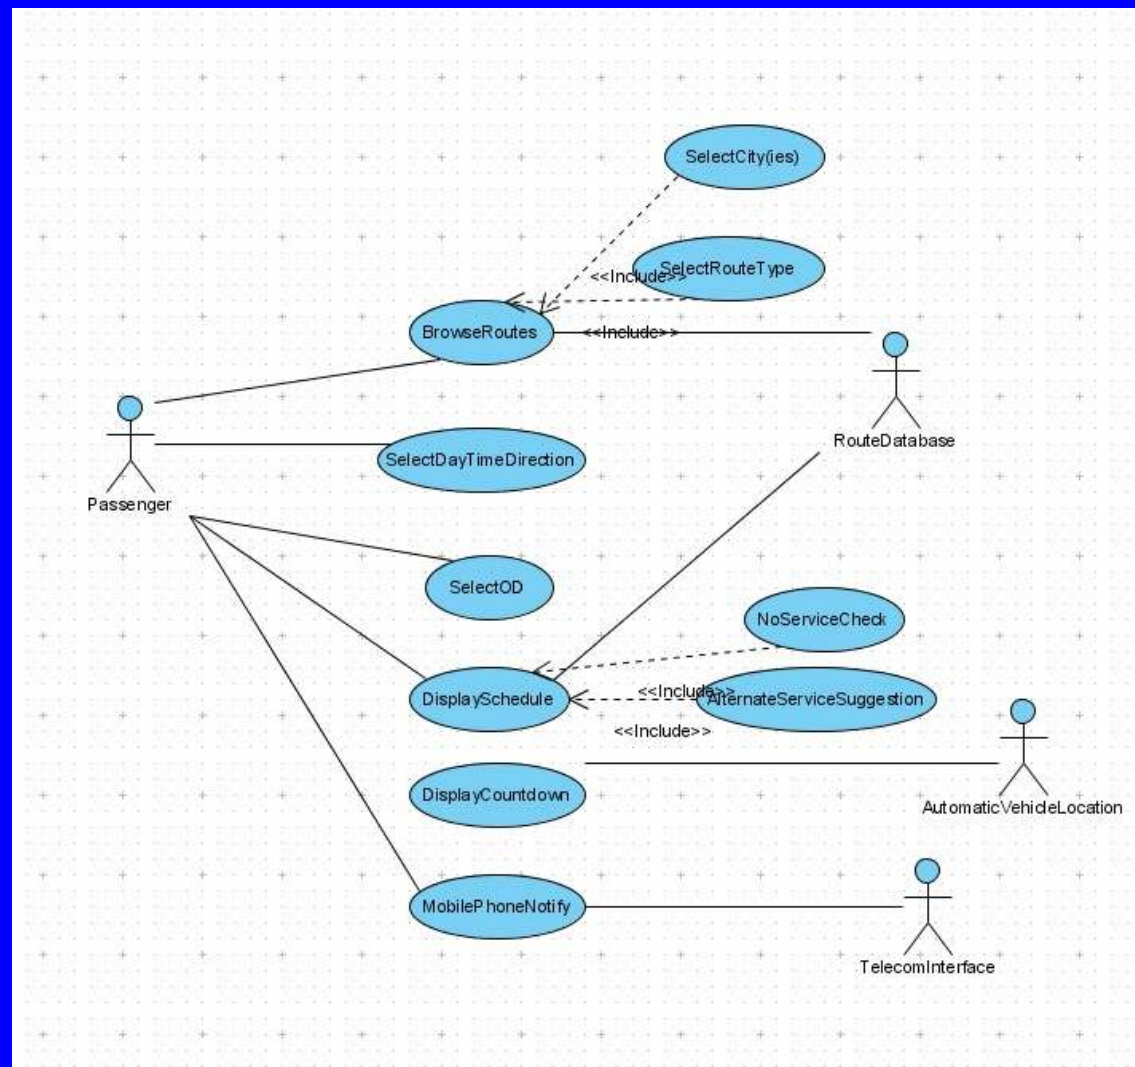 SelectCity(ies)
SelectRouteType
<<Include>>
BrowseRoutes
<<Include>>
RouteDatabase
SelectDayTimeDirection
Passenger
SelectOD
NoServiceCheck
DisplaySchedule
<<Include>>
AlternateServiceSuggestion
<<Include>>
DisplayCountdown
AutomaticVehicleLocation
MobilePhoneNotify
TelecomInterface